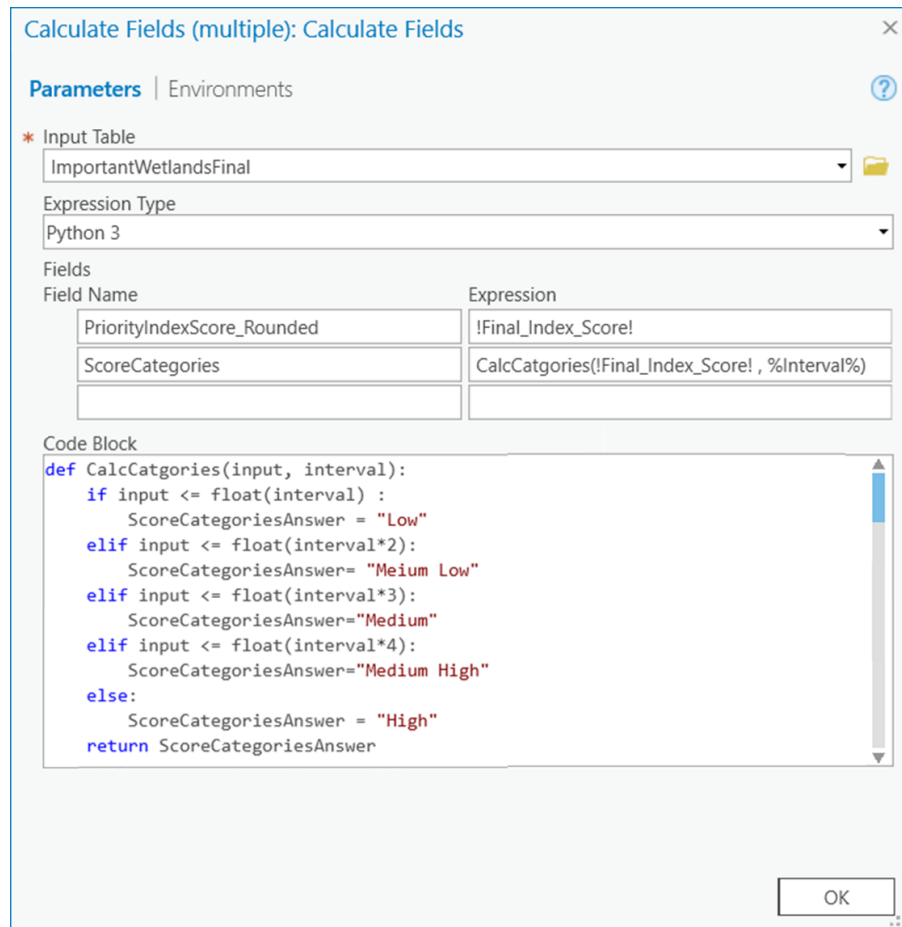 Calculate Fields (multiple): Calculate Fields
Parameters | Environments
* Input Table
ImportantWetlandsFinal
Expression Type
Python 3
Fields
Field Name Expression
PriorityIndexScore_Rounded !Final_Index_Score!
ScoreCategories CalcCatgories(!Final_Index_Score! , %Interval%)
Code Block
def CalcCatgories(input, interval):
    if input <= float(interval) :
        ScoreCategoriesAnswer = "Low"
    elif input <= float(interval*2):
        ScoreCategoriesAnswer= "Meium Low"
    elif input <= float(interval*3):
        ScoreCategoriesAnswer="Medium"
    elif input <= float(interval*4):
        ScoreCategoriesAnswer="Medium High"
    else:
        ScoreCategoriesAnswer = "High"
    return ScoreCategoriesAnswer
OK